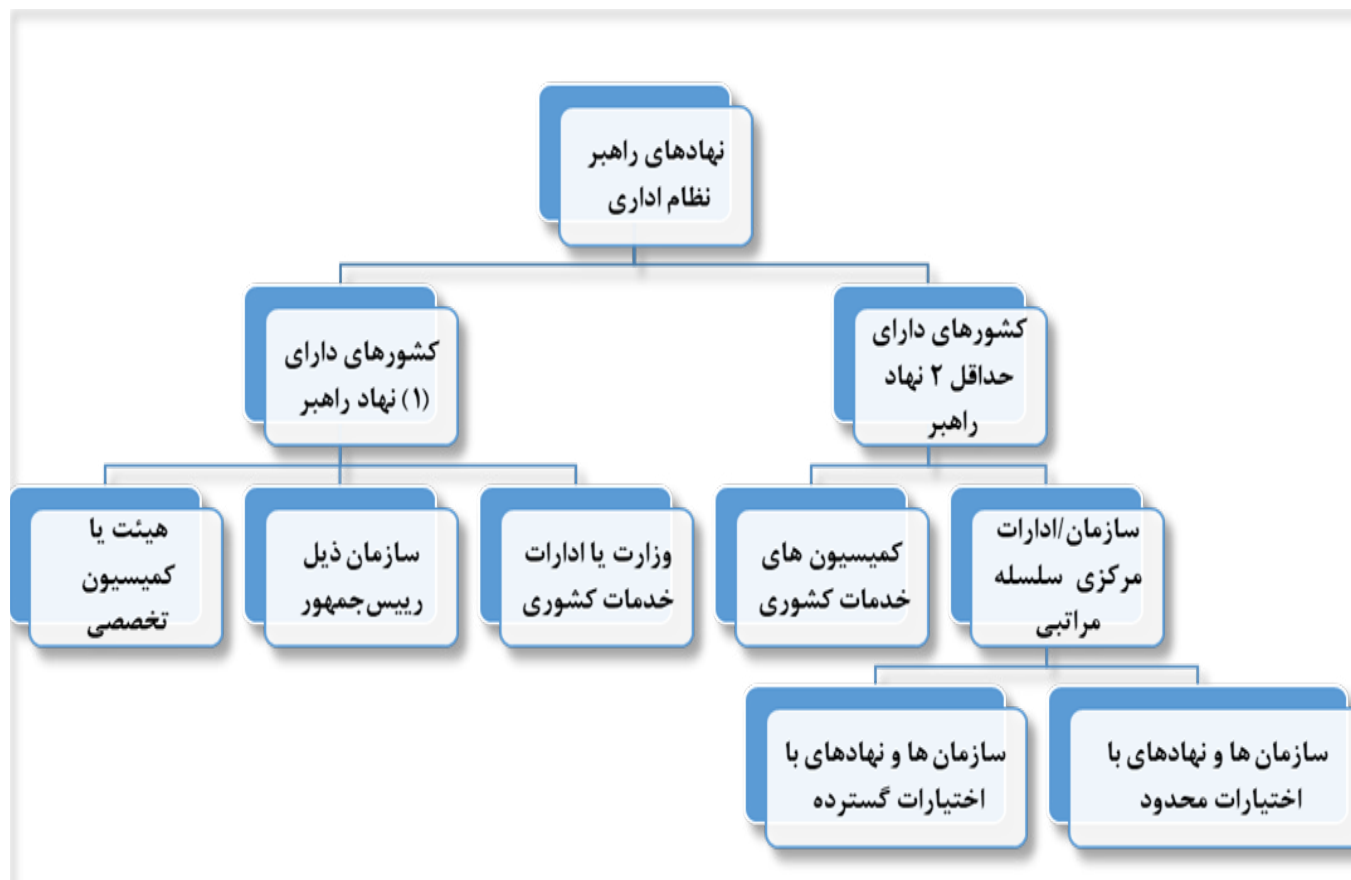 نهادهای راهبر
نظام اداری
کشورهای دارای
حداقل ۲ نهاد
راهبر
کشورهای دارای
(۱) نهاد راهبر
سازمان/ادارات
مرکزی سلسله
مراتبی
کمیسیون های
خدمات کشوری
وزارت یا ادارات
خدمات کشوری
سازمان ذیل
رییس‌جمهور
هیئت یا
کمیسیون
تخصصی
سازمان ها و نهادهای با
اختیارات محدود
سازمان ها و نهادهای با
اختیارات گسترده